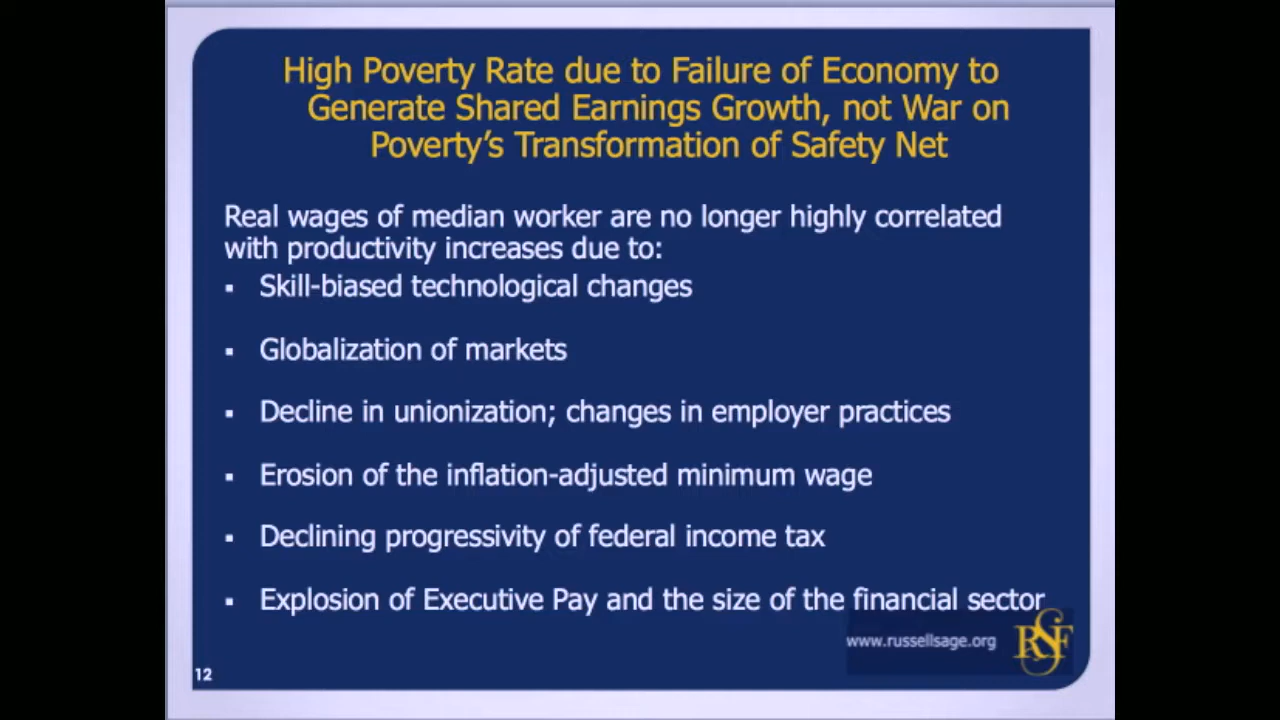 High Poverty Rate due to Failure of Economy to
Generate Shared Earnings Growth, not War on
Poverty's Transformation of Safety Net
Real wages of median worker are no longer highly correlated
with productivity increases due to:
▪ Skill-biased technological changes
▪ Globalization of markets
▪ Decline in unionization; changes in employer practices
▪ Erosion of the inflation-adjusted minimum wage
▪ Declining progressivity of federal income tax
▪ Explosion of Executive Pay and the size of the financial sector
www.russellsage.org
RSF
12